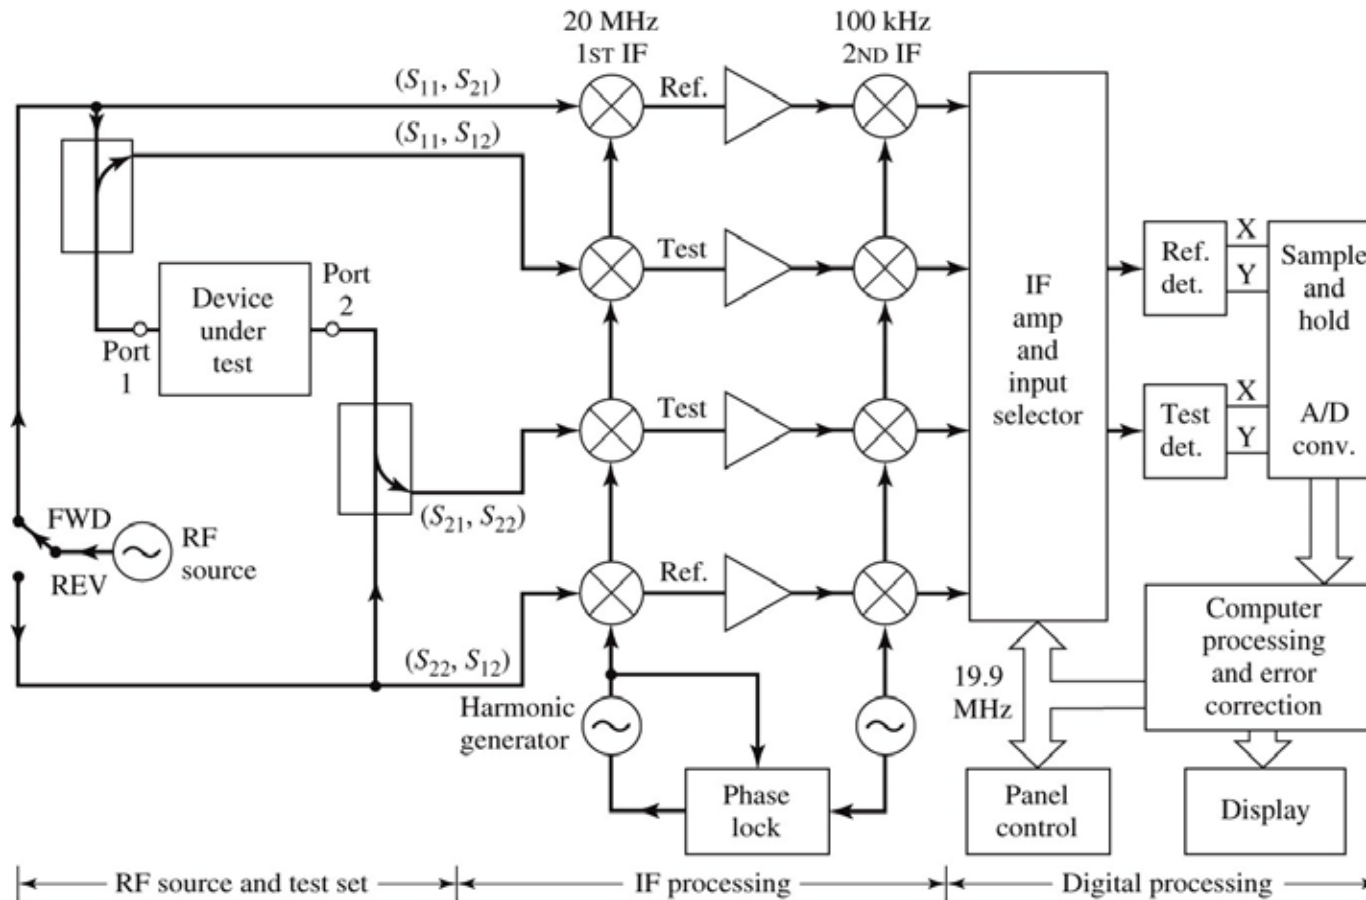 20 MHz
1ST IF
100 kHz
2ND IF
(S11, S21)
Ref.
(S11, S12)
Test
Port
2
Device
under
test
Port
1
IF
amp
and
input
selector
Ref.
det.
X
Y
Sample
and
hold
Test
Test
det.
X
Y
A/D
conv.
(S21, S22)
FWD
REV
RF
source
Ref.
(S22, S12)
Harmonic
generator
Phase
lock
19.9
MHz
Computer
processing
and error
correction
Panel
control
Display
RF source and test set
IF processing
Digital processing